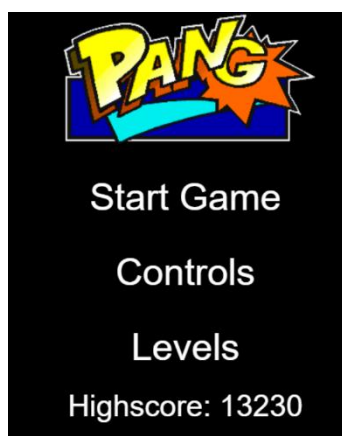 PANG
Start Game
Controls
Levels
Highscore: 13230